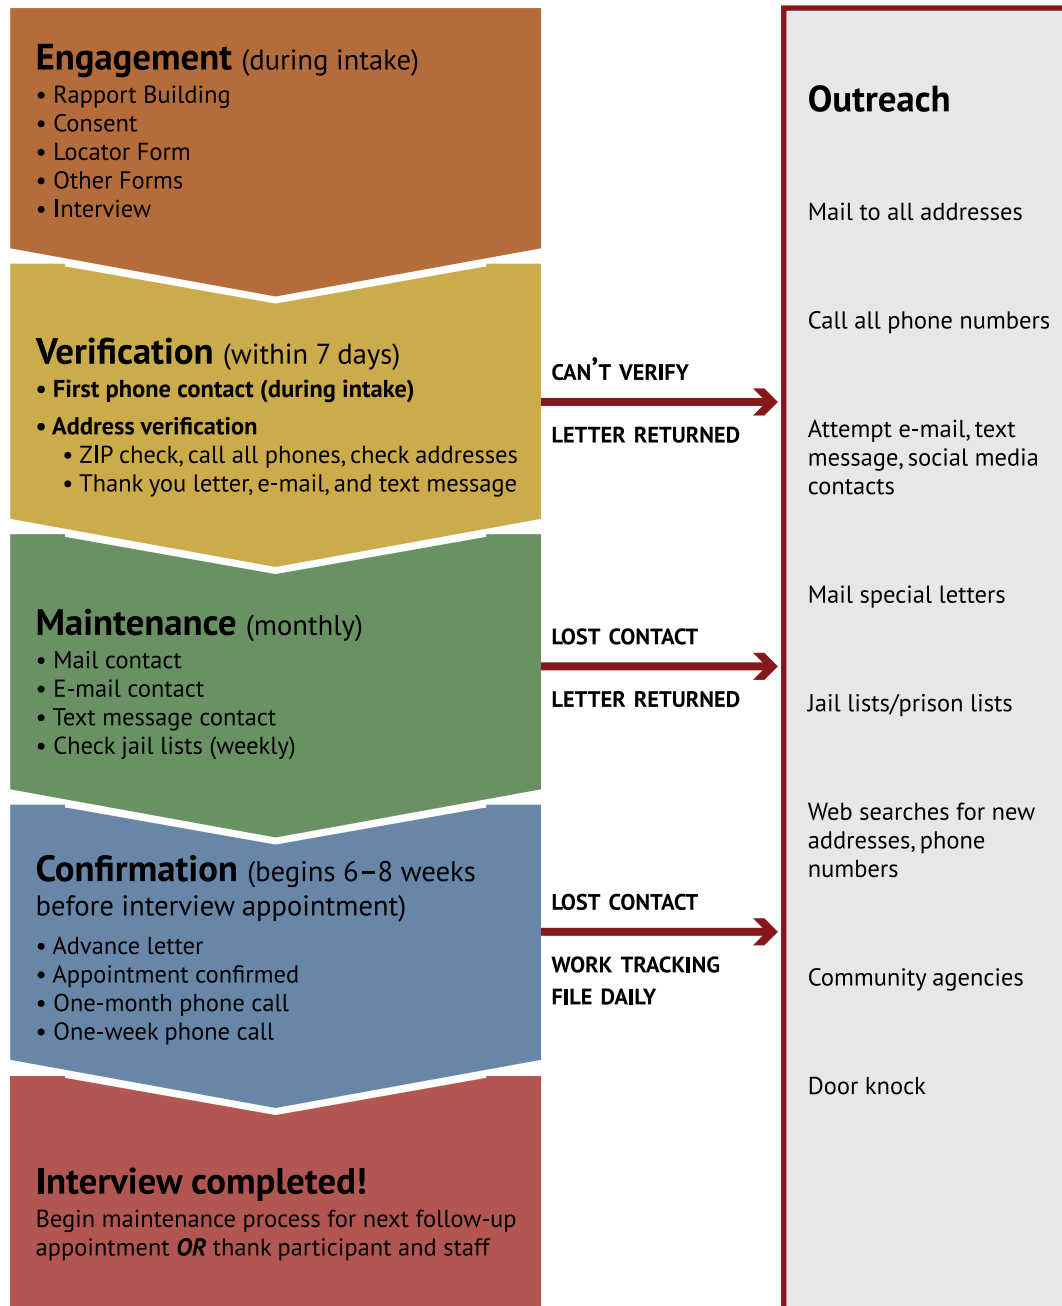 Engagement (during intake)
• Rapport Building
• Consent
• Locator Form
• Other Forms
• Interview
Verification (within 7 days)
• First phone contact (during intake)
• Address verification
• ZIP check, call all phones, check addresses
• Thank you letter, e-mail, and text message
CAN'T VERIFY
LETTER RETURNED
Maintenance (monthly)
• Mail contact
• E-mail contact
• Text message contact
• Check jail lists (weekly)
LOST CONTACT
LETTER RETURNED
Confirmation (begins 6–8 weeks
before interview appointment)
• Advance letter
• Appointment confirmed
• One-month phone call
• One-week phone call
LOST CONTACT
WORK TRACKING
FILE DAILY
Interview completed!
Begin maintenance process for next follow-up
appointment OR thank participant and staff
Outreach
Mail to all addresses
Call all phone numbers
Attempt e-mail, text
message, social media
contacts
Mail special letters
Jail lists/prison lists
Web searches for new
addresses, phone
numbers
Community agencies
Door knock